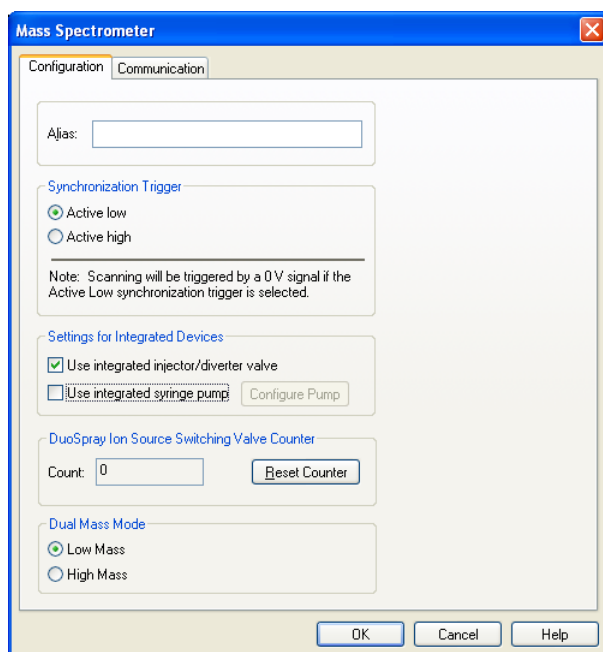 Mass Spectrometer
Configuration Communication
Alias:
Synchronization Trigger
Active low
Active high
Note: Scanning will be triggered by a 0 V signal if the
Active Low synchronization trigger is selected.
Settings for Integrated Devices
Use integrated injector/diverter valve
Use integrated syringe pump Configure Pump
DuoSpray Ion Source Switching Valve Counter
Count: 0 Reset Counter
Dual Mass Mode
Low Mass
High Mass
OK Cancel Help